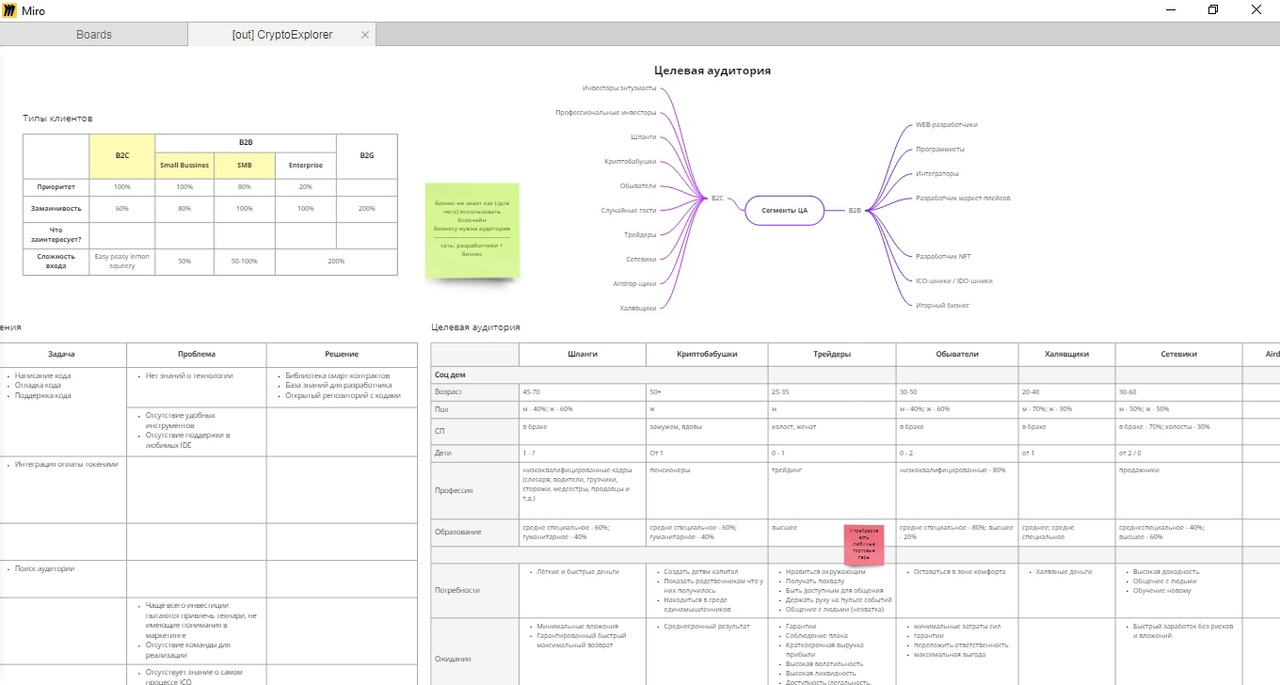 Miro
Boards
[out] CryptoExplorer
Целевая аудитория
Типы клиентов
B2C
B2B
B2G
Small Bussines
SMB
Enterprise
Приоритет
100%
100%
80%
20%
Заманчивость
60%
80%
100%
100%
200%
Что
заинтересует?
Сложность
входа
Easy peasy lemon
squeezy
50%
50-100%
200%
бизнес не знает как (/для
чего) использовать
блокчейн
бизнесу нужна аудитория
сеть: разработчики +
бизнес
Инвесторы энтузиасты
Профессиональные инвесторы
Шланги
Криптобабушки
Обыватели
Случайные гости
Трейдеры
Сетевики
Airdrop-щики
Халявщики
B2C
Сегменты ЦА
B2B
WEB-разработчики
Программисты
Интеграторы
Разработчик маркет-плейсов
Разработчик NFT
ICO-шники / IDO-шники
Игорный бизнес
ения
Задача
Проблема
Решение
Написание кода
Отладка кода
Поддержка кода
Нет знаний о технологии
Библиотека смарт-контрактов
База знаний для разработчика
Открытый репозиторий с кодами
Отсутствие удобных
инструментов
Отсутствие поддержки в
любимых IDE
Интеграция оплаты токенами
Поиск аудитории
Чаще всего инвестиции
пытаются привлечь технари, не
имеющие понимания в
маркетинге
Отсутствие команды для
реализации
Отсутствует знание о самом
процессе ICO
Целевая аудитория
Шланги
Криптобабушки
Трейдеры
Обыватели
Халявщики
Сетевики
Aird
Соц дем
Возраст
45-70
50+
25-35
30-50
20-40
30-60
Пол
м - 40%; ж - 60%
ж
м
м - 40%; ж - 60%
м - 70%; ж - 30%
м - 50%; ж - 50%
СП
в браке
замужем, вдовы
холост, женат
в браке
в браке
в браке - 70%; холосты - 30%
Дети
1 - ?
От 1
0 - 1
0 - 2
от 1
от 2 / 0
Профессия
низкоквалифицированные кадры
(слесаря, водители, грузчики,
сторожи, медсестры, продавцы и
т.д.)
пенсионеры
трейдинг
низкоквалифицированные - 80%
продажники
Образование
средне специальное - 60%;
гуманитарное - 40%
средне специальное - 60%;
гуманитарное - 40%
высшее
средне специальное - 80%; высшее
- 20%
среднее; средне
специальное
среднеспециальное - 40%;
высшее - 60%
У трейдеров
есть
любимые
торговые
пары
Потребности
Лёгкие и быстрые деньги
Создать детям капитал
Показать родственникам что у
них получилось
Находиться в среде
единомышленников
Нравиться окружающим
Получать похвалу
Быть доступным для общения
Держать руку на пульсе событий
Общение с людьми (нехватка)
Оставаться в зоне комфорта
Халявные деньги
Высокая доходность
Общение с людьми
Обучение новому
Ожидания
Минимальные вложения
Гарантированный быстрый
максимальный возврат
Среднесрочный результат
Гарантии
Соблюдение плана
Краткосрочная выручка
прибыли
Высокая волатильность
Высокая ликвидность
Доступность (легальность,
минимальные затраты сил
гарантии
переложить ответственность
максимальная выгода
Быстрый заработок без рисков
и вложений